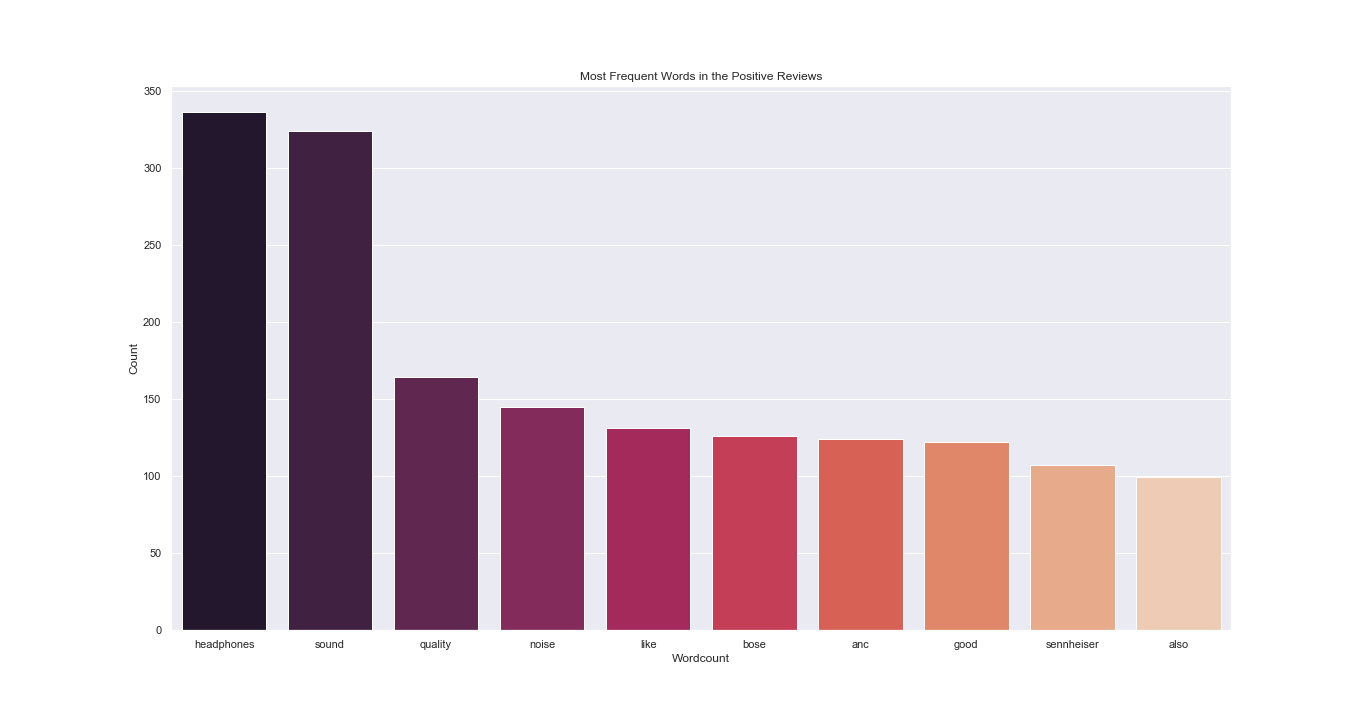 Most Frequent Words in the Positive Reviews
350
300
250
200
150
100
50
0
Count
headphones sound quality noise like bose anc good sennheiser also
Wordcount